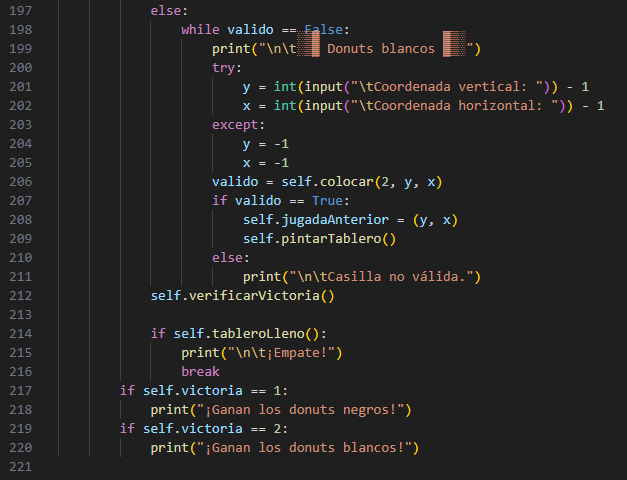 197 else:
198 while valido == False:
199 print("\n\t░▒▓ Donuts blancos ▓▒░")
200 try:
201 y = int(input("\tCoordenada vertical: ")) - 1
202 x = int(input("\tCoordenada horizontal: ")) - 1
203 except:
204 y = -1
205 x = -1
206 valido = self.colocar(2, y, x)
207 if valido == True:
208 self.jugadaAnterior = (y, x)
209 self.pintarTablero()
210 else:
211 print("\n\tCasilla no válida.")
212 self.verificarVictoria()
213
214 if self.tableroLleno():
215 print("\n\t¡Empate!")
216 break
217 if self.victoria == 1:
218 print("¡Ganan los donuts negros!")
219 if self.victoria == 2:
220 print("¡Ganan los donuts blancos!")
221